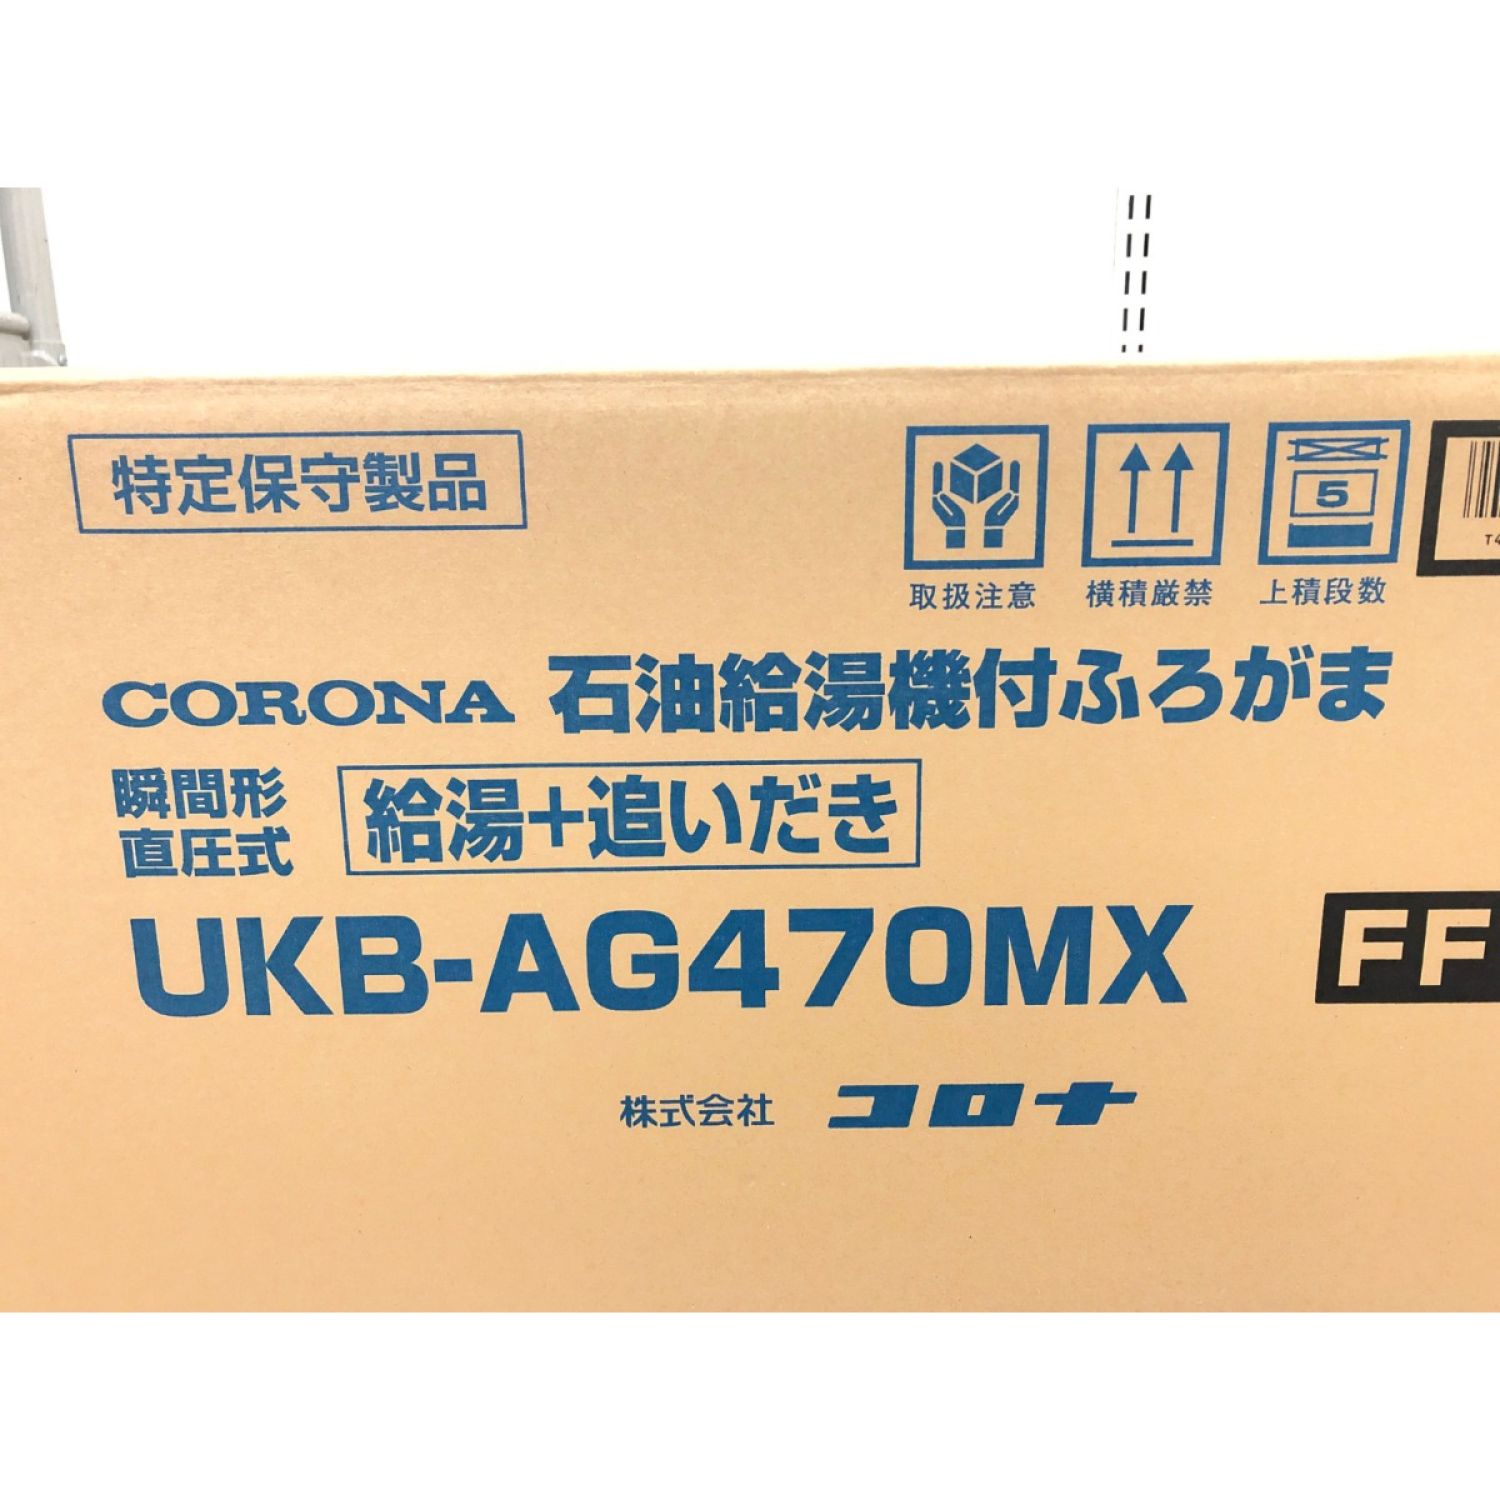 特定保守製品
5
取扱注意 横積厳禁 上積段数
T4
CORONA 石油給湯機付ふろがま
瞬間形
直圧式
給湯+追いだき
UKB-AG470MX
FF
株式会社 コロナ